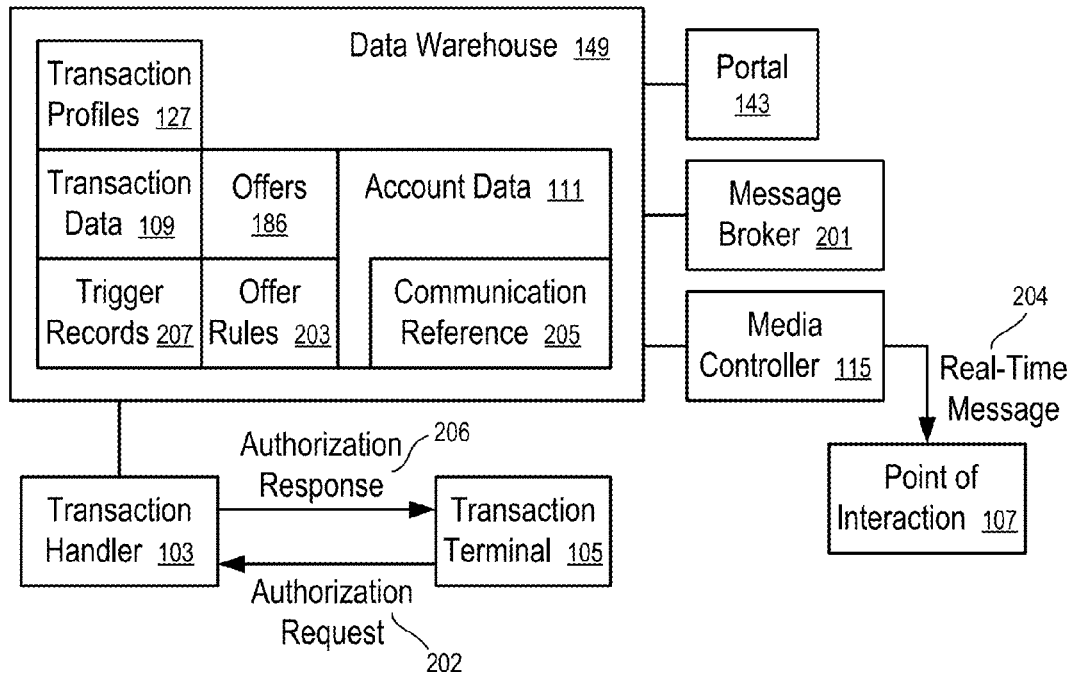 Data Warehouse 149
Transaction
Profiles 127
Transaction
Data 109
Offers
186
Account Data 111
Trigger
Records 207
Offer
Rules 203
Communication
Reference 205
Portal
143
Message
Broker 201
Media
Controller 115
204
Real-Time
Message
Point of
Interaction 107
Authorization
Response
206
Transaction
Handler 103
Transaction
Terminal 105
Authorization
Request
202